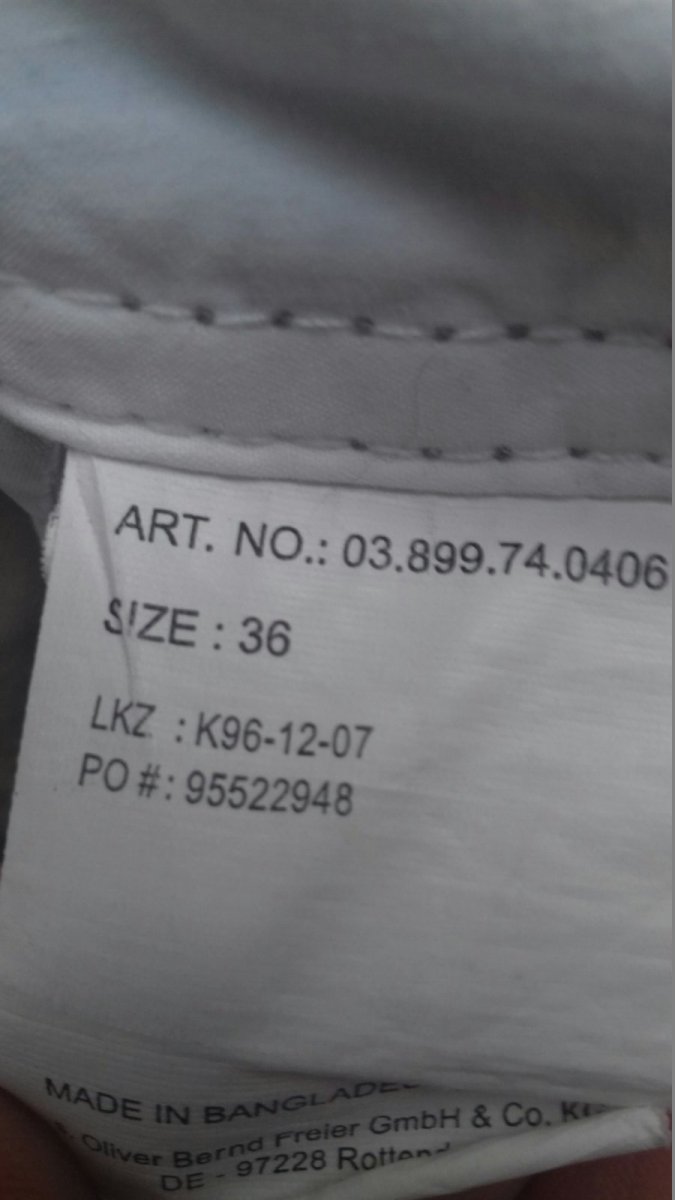 ART. NO.: 03.899.74.0406
SIZE : 36
LKZ : K96-12-07
PO #: 95522948
MADE IN
Oliver Bernd Freier GmbH & Co.
DE - 97228